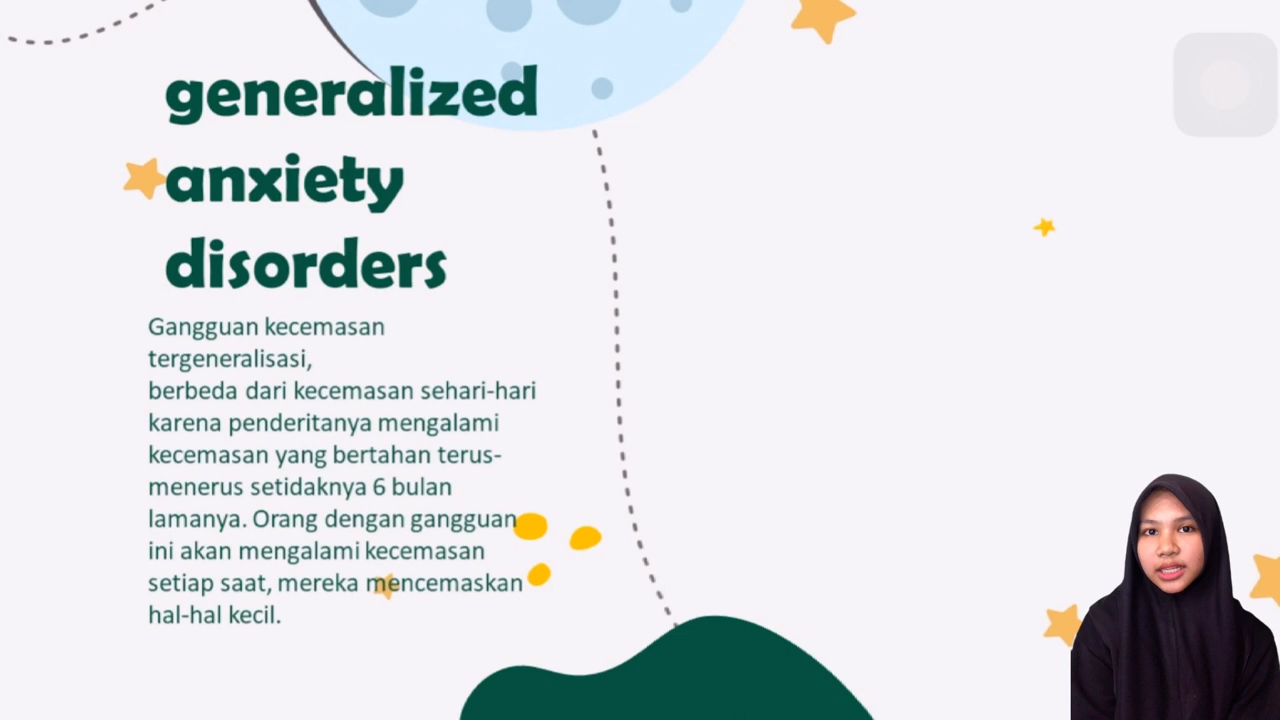 generalized
anxiety
disorders
Gangguan kecemasan
tergeneralisasi,
berbeda dari kecemasan sehari-hari
karena penderitanya mengalami
kecemasan yang bertahan terus-
menerus setidaknya 6 bulan
lamanya. Orang dengan gangguan
ini akan mengalami kecemasan
setiap saat, mereka mencemaskan
hal-hal kecil.